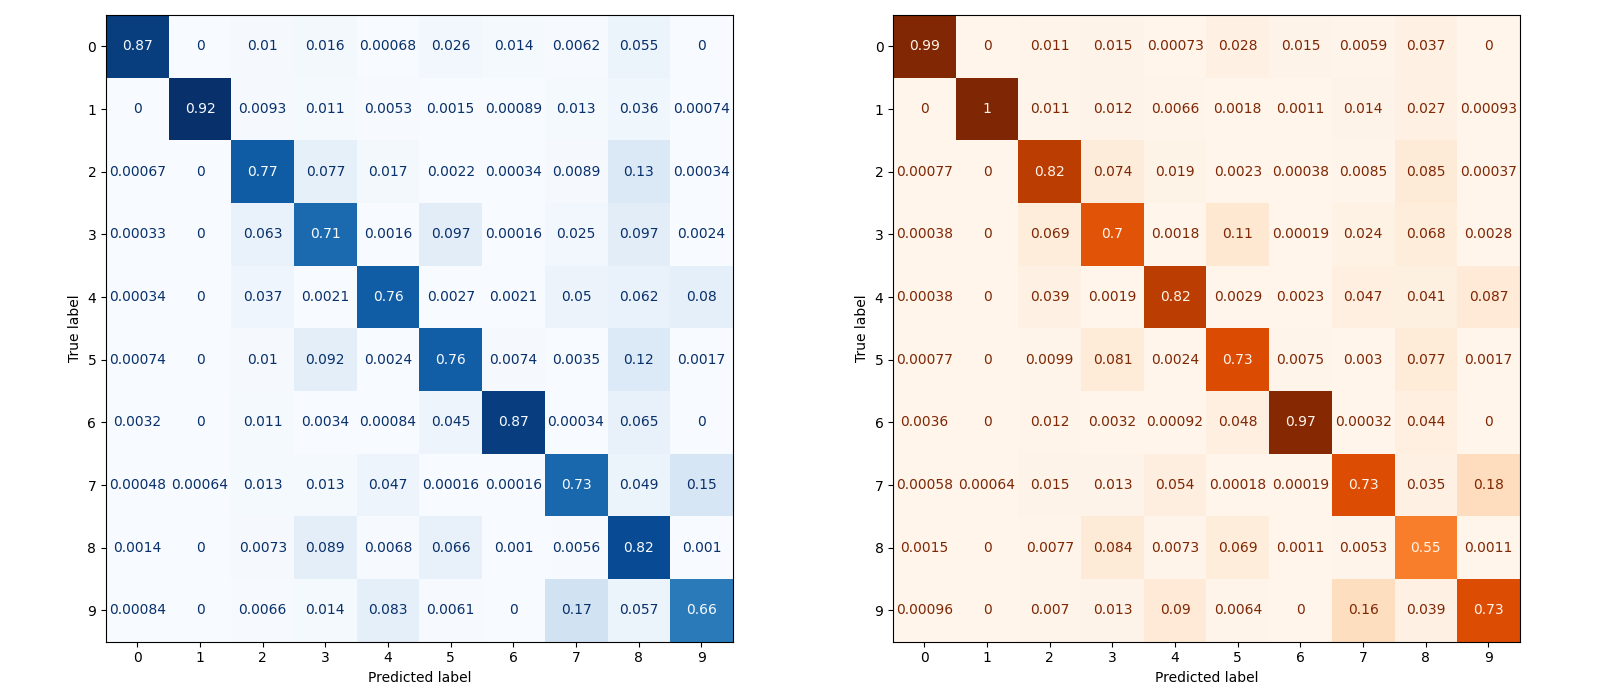 0 0.87 0 0.01 0.016 0.00068 0.026 0.014 0.0062 0.055 0
1 0 0.92 0.0093 0.011 0.0053 0.0015 0.00089 0.013 0.036 0.00074
2 0.00067 0 0.77 0.077 0.017 0.0022 0.00034 0.0089 0.13 0.00034
3 0.00033 0 0.063 0.71 0.0016 0.097 0.00016 0.025 0.097 0.0024
4 0.00034 0 0.037 0.0021 0.76 0.0027 0.0021 0.05 0.062 0.08
5 0.00074 0 0.01 0.092 0.0024 0.76 0.0074 0.0035 0.12 0.0017
6 0.0032 0 0.011 0.0034 0.00084 0.045 0.87 0.00034 0.065 0
7 0.00048 0.00064 0.013 0.013 0.047 0.00016 0.00016 0.73 0.049 0.15
8 0.0014 0 0.0073 0.089 0.0068 0.066 0.001 0.0056 0.82 0.001
9 0.00084 0 0.0066 0.014 0.083 0.0061 0 0.17 0.057 0.66
0 1 2 3 4 5 6 7 8 9
Predicted label
True label
0 0.99 0 0.011 0.015 0.00073 0.028 0.015 0.0059 0.037 0
1 0 1 0.011 0.012 0.0066 0.0018 0.0011 0.014 0.027 0.00093
2 0.00077 0 0.82 0.074 0.019 0.0023 0.00038 0.0085 0.085 0.00037
3 0.00038 0 0.069 0.7 0.0018 0.11 0.00019 0.024 0.068 0.0028
4 0.00038 0 0.039 0.0019 0.82 0.0029 0.0023 0.047 0.041 0.087
5 0.00077 0 0.0099 0.081 0.0024 0.73 0.0075 0.003 0.077 0.0017
6 0.0036 0 0.012 0.0032 0.00092 0.048 0.97 0.00032 0.044 0
7 0.00058 0.00064 0.015 0.013 0.054 0.00018 0.00019 0.73 0.035 0.18
8 0.0015 0 0.0077 0.084 0.0073 0.069 0.0011 0.0053 0.55 0.0011
9 0.00096 0 0.007 0.013 0.09 0.0064 0 0.16 0.039 0.73
0 1 2 3 4 5 6 7 8 9
Predicted label
True label